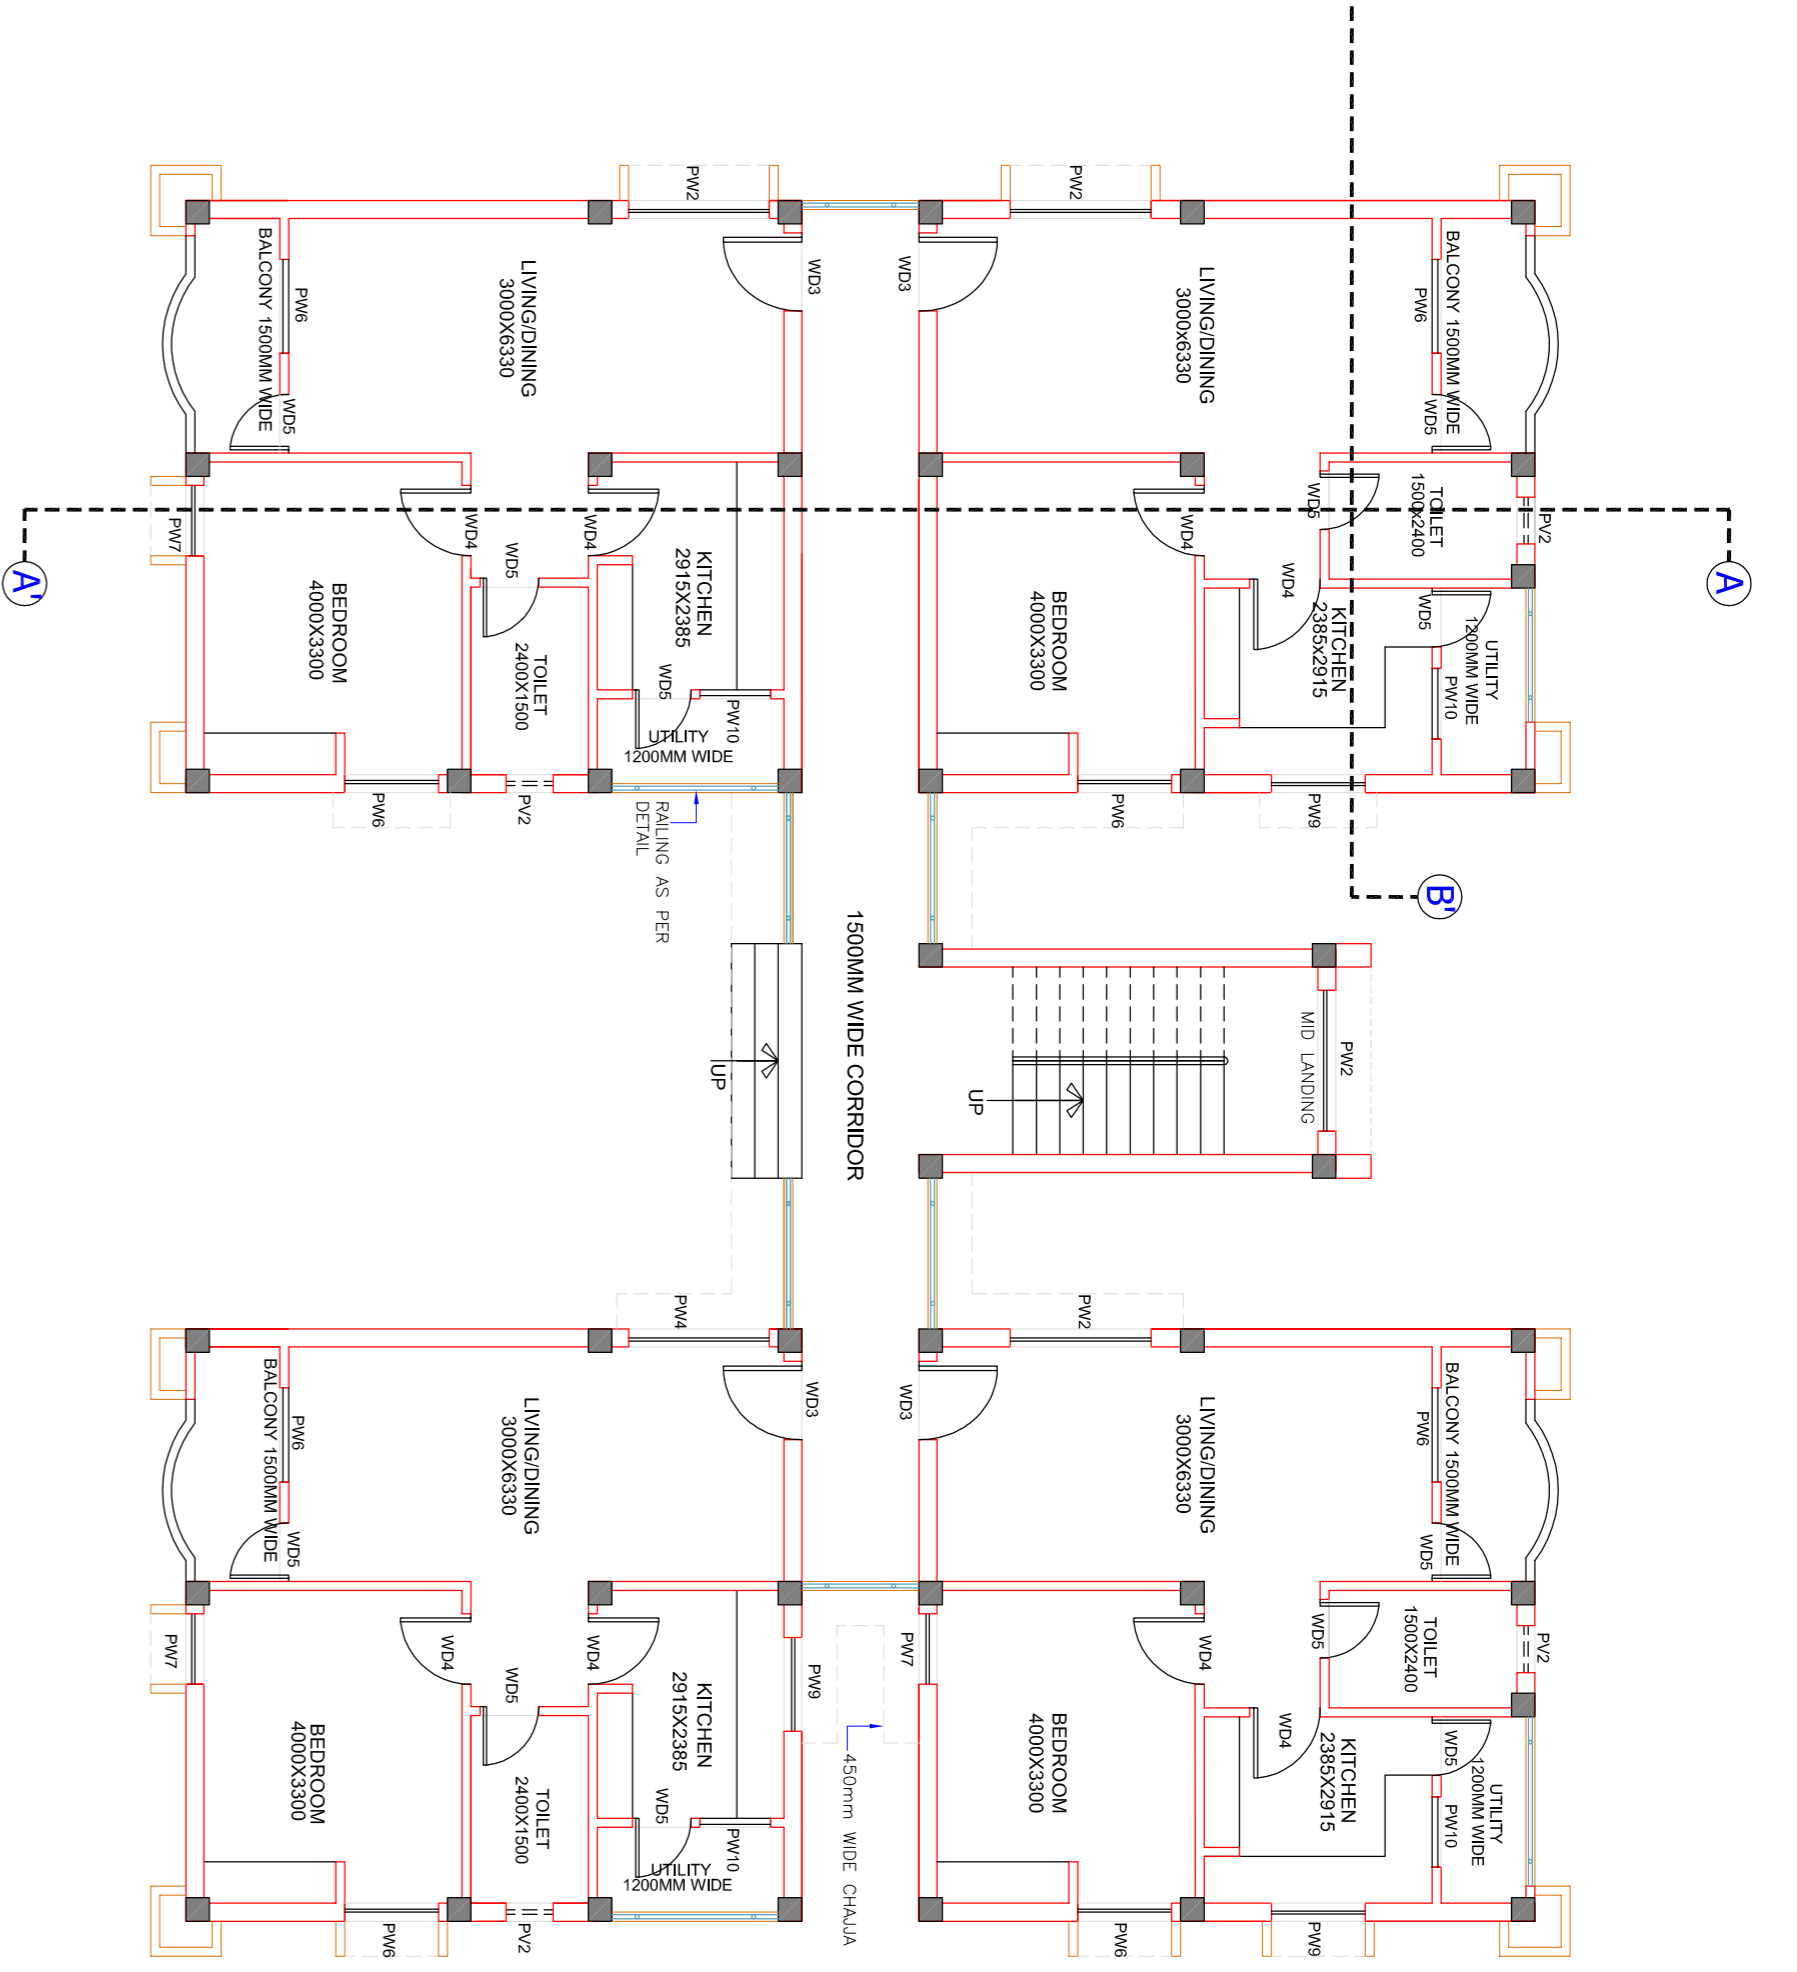 PW2
PW2
BALCONY 1500MM WIDE
PW6
WD5
LIVING/DINING
3000X6330
WD3
WD3
LIVING/DINING
3000x6330
BALCONY 1500MM WIDE
PW6
WD5
PW7
WD4
WD5
WD4
KITCHEN
2915X2385
BEDROOM
4000X3300
TOILET
2400X1500
WD5
PW10
UTILITY
1200MM WIDE
PW6
PV2
RAILING AS PER
DETAIL
WD4
WD5
TOILET
1500x2400
PV2
WD4
KITCHEN
2385x2915
BEDROOM
4000X3300
WD5
UTILITY
1200MM WIDE
PW10
PW6
PW9
A'
A
B'
1500MM WIDE CORRIDOR
UP
UP
MID LANDING
PW2
PW4
PW2
BALCONY 1500MM WIDE
PW6
WD5
LIVING/DINING
3000X6330
WD3
WD3
LIVING/DINING
3000X6330
BALCONY 1500MM WIDE
PW6
WD5
PW7
WD4
WD5
WD4
KITCHEN
2915X2385
PW9
PW7
BEDROOM
4000X3300
TOILET
2400X1500
WD5
PW10
UTILITY
1200MM WIDE
PW6
PV2
450mm WIDE CHAJJA
WD4
WD5
TOILET
1500X2400
PV2
WD4
KITCHEN
2385X2915
BEDROOM
4000X3300
WD5
UTILITY
1200MM WIDE
PW10
PW6
PW9